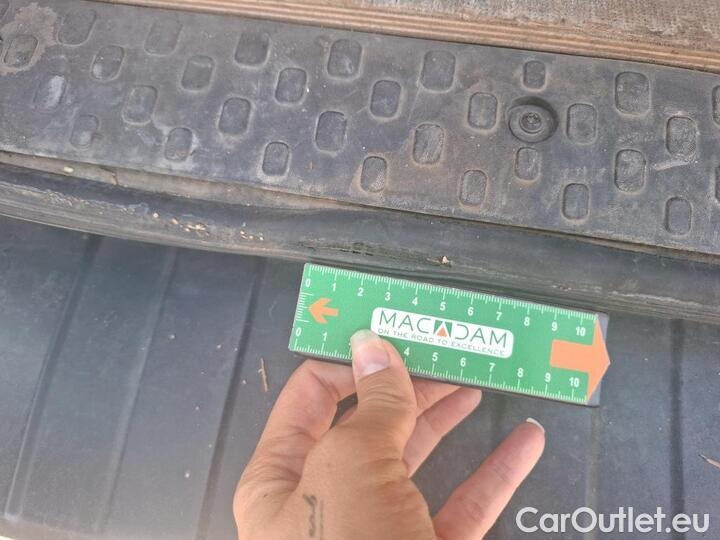 0 1 2 3 4 5 6 7 8 9 10
MACADAM
ON THE ROAD TO EXCELLENCE
0 1 4 5 6 7 8 9 10
CarOutlet.eu